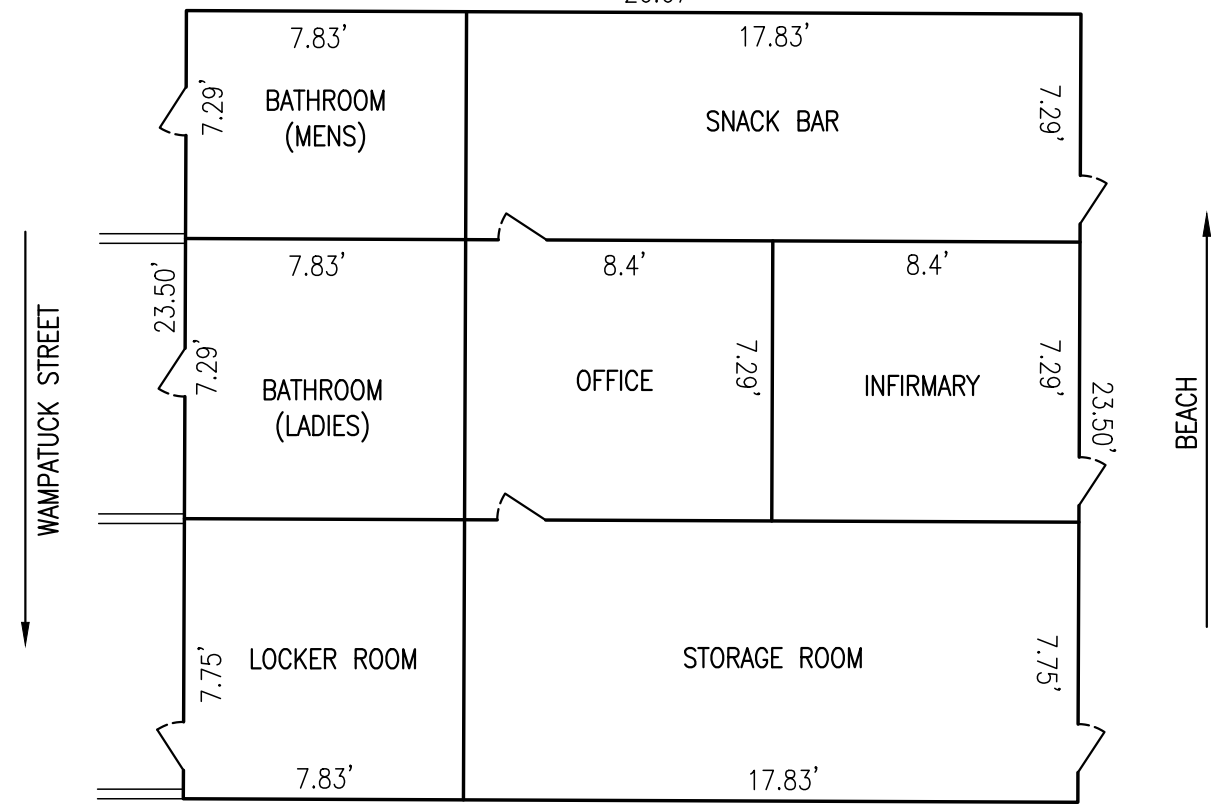 7.83'
17.83'
7.29'
BATHROOM
(MENS)
SNACK BAR
7.29'
7.83'
8.4'
8.4'
23.50'
WAMPATUCK STREET
7.29'
BATHROOM
(LADIES)
OFFICE
7.29'
INFIRMARY
7.29'
23.50'
BEACH
7.75'
LOCKER ROOM
STORAGE ROOM
7.75'
7.83'
17.83'